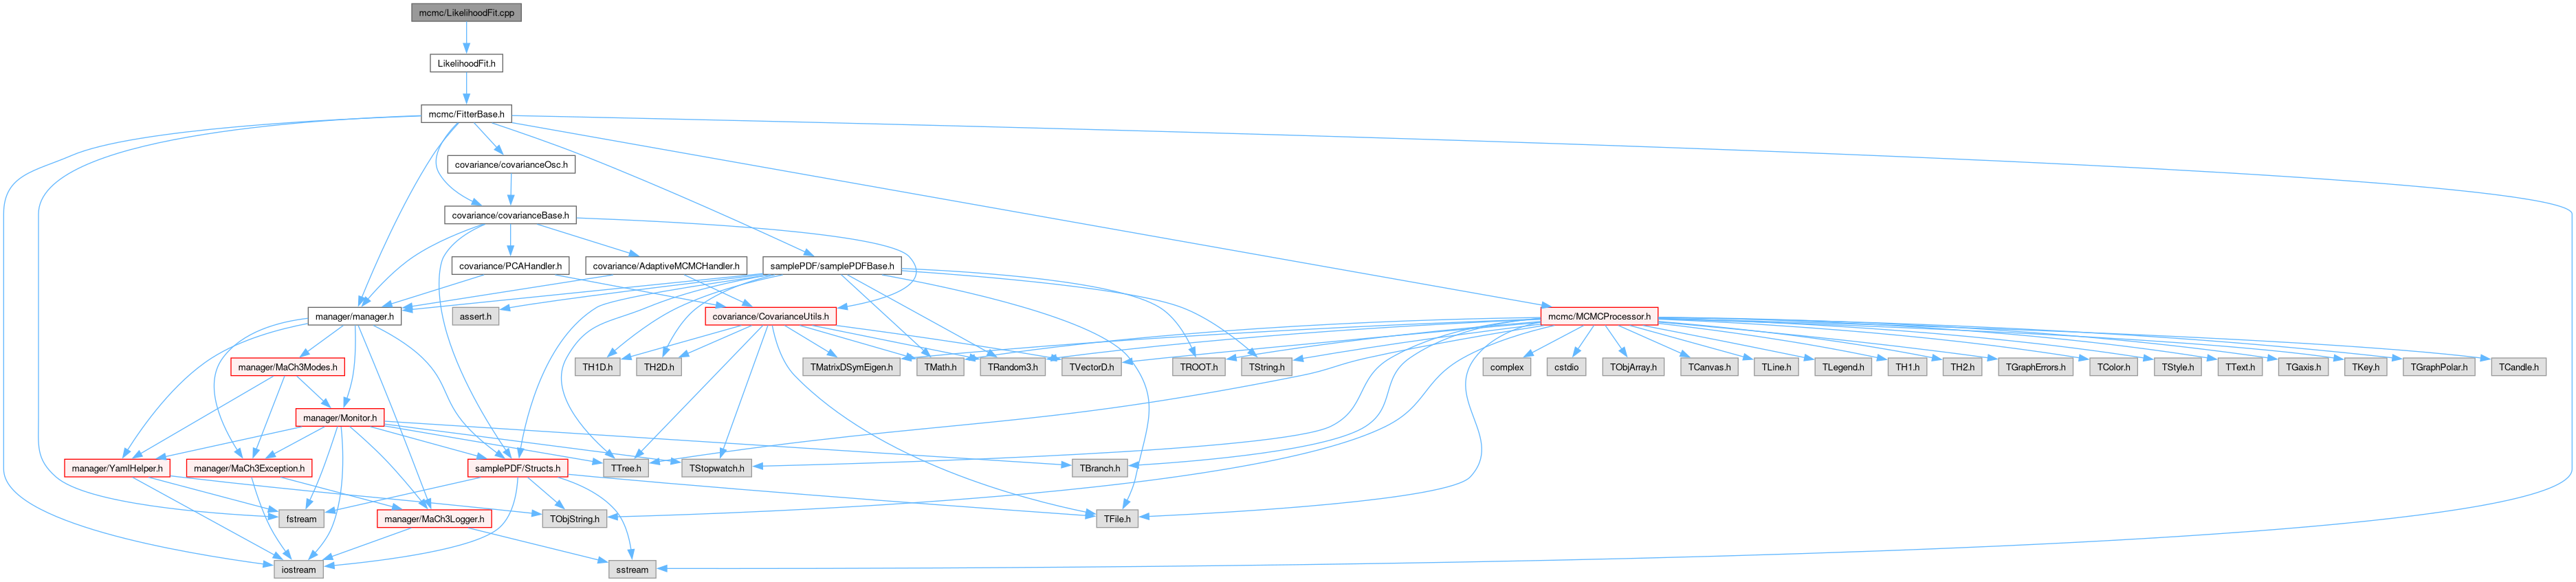 mcmc/LikelihoodFit.cpp
LikelihoodFit.h
mcmc/FitterBase.h
covariance/covarianceOsc.h
covariance/covarianceBase.h
covariance/PCAHandler.h
covariance/AdaptiveMCMCHandler.h
samplePDF/samplePDFBase.h
manager/manager.h
assert.h
covariance/CovarianceUtils.h
mcmc/MCMCProcessor.h
manager/MaCh3Modes.h
TH1D.h
TH2D.h
TMatrixDSymEigen.h
TMath.h
TRandom3.h
TVectorD.h
TROOT.h
TString.h
complex
cstdio
TObjArray.h
TCanvas.h
TLine.h
TLegend.h
TH1.h
TH2.h
TGraphErrors.h
TColor.h
TStyle.h
TText.h
TGaxis.h
TKey.h
TGraphPolar.h
TCandle.h
manager/Monitor.h
manager/YamlHelper.h
manager/MaCh3Exception.h
samplePDF/Structs.h
TTree.h
TStopwatch.h
TBranch.h
fstream
manager/MaCh3Logger.h
TObjString.h
TFile.h
iostream
sstream